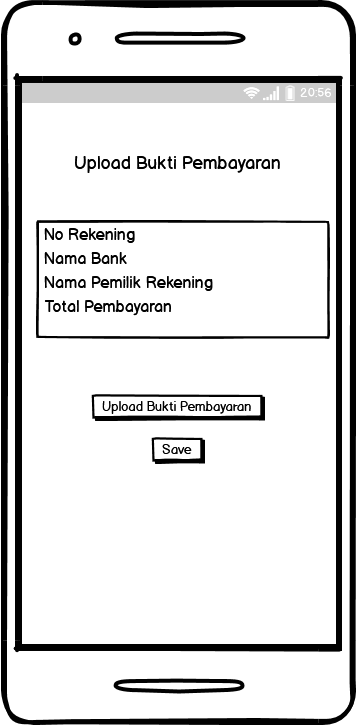 20:56
Upload Bukti Pembayaran
No Rekening
Nama Bank
Nama Pemilik Rekening
Total Pembayaran
Upload Bukti Pembayaran
Save